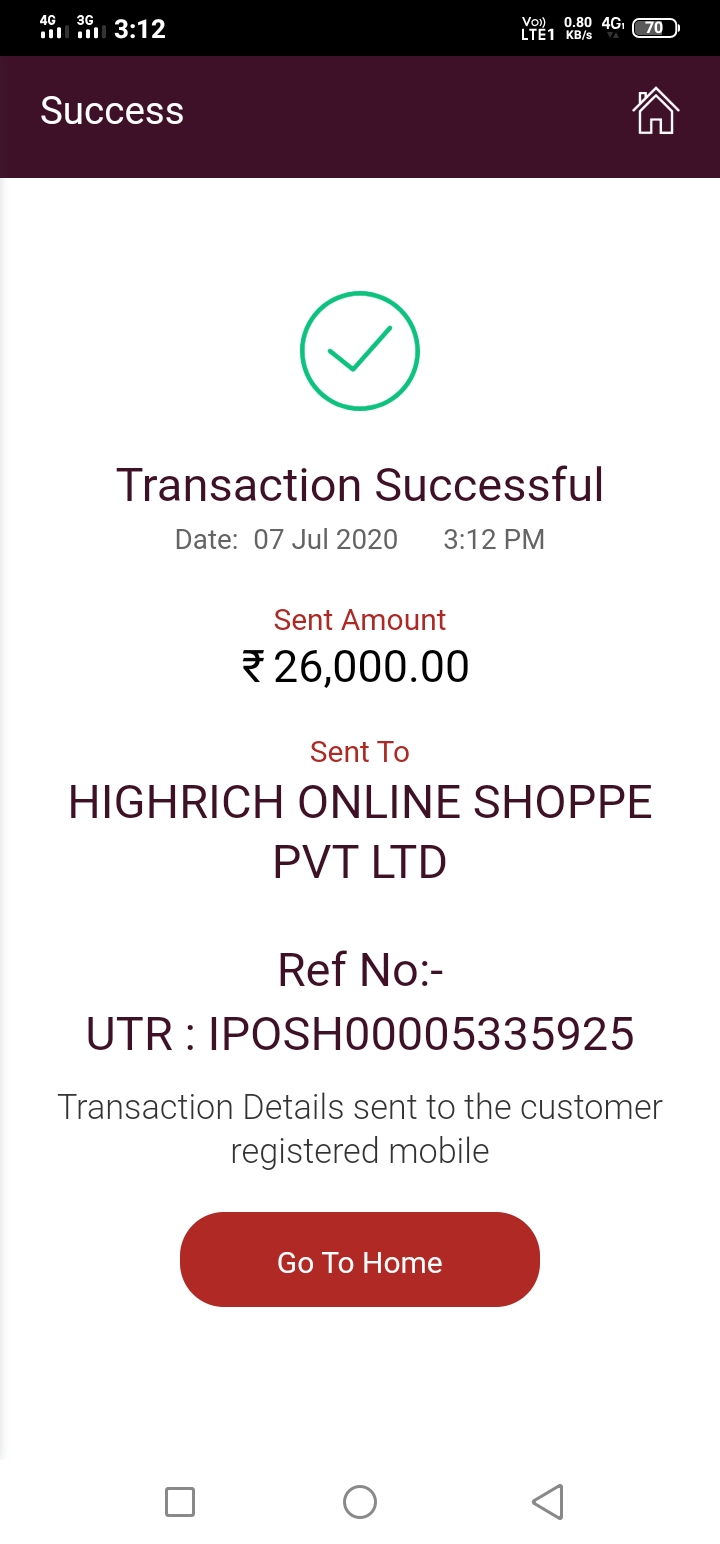 4G 3G 3:12 Vo)) LTE1 0.80 KB/s 4G 70
Success
Transaction Successful
Date: 07 Jul 2020 3:12 PM
Sent Amount
₹ 26,000.00
Sent To
HIGHRICH ONLINE SHOPPE
PVT LTD
Ref No:-
UTR : IPOSH00005335925
Transaction Details sent to the customer
registered mobile
Go To Home